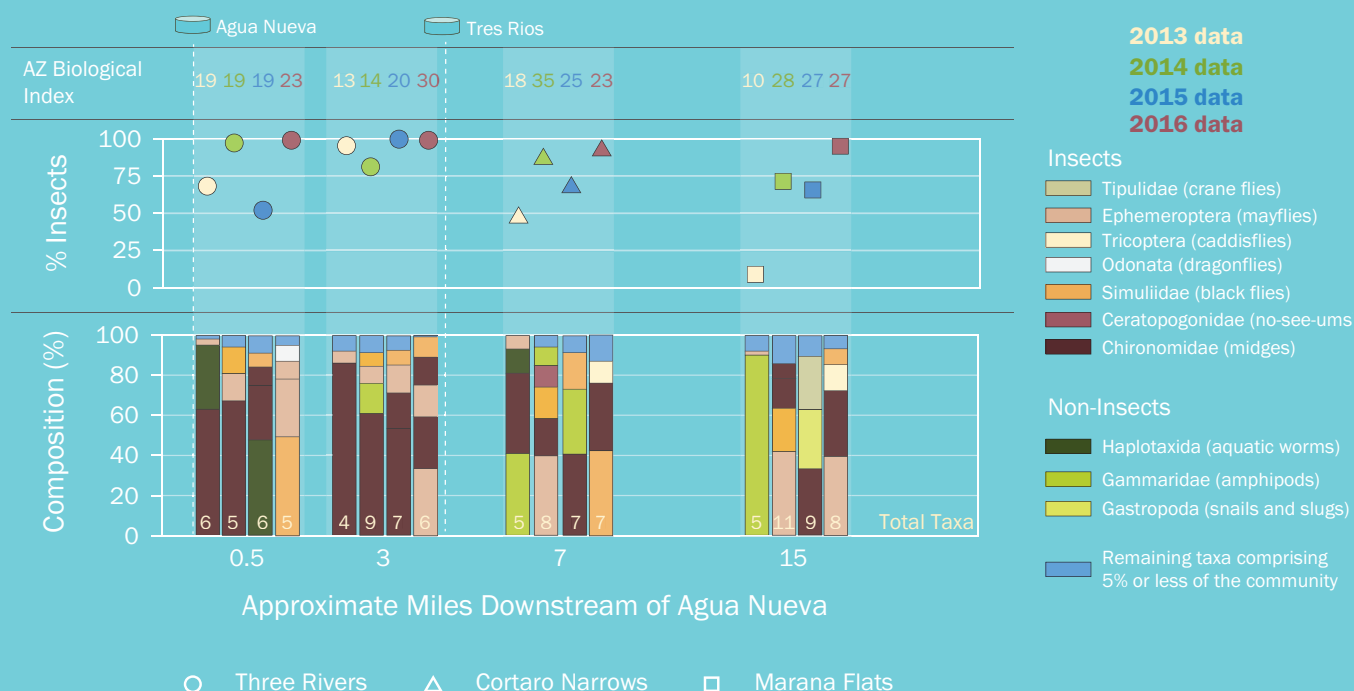 Agua Nueva
Tres Rios
AZ Biological
Index
19 19 19 23
13 14 20 30
18 35 25 23
10 28 27 27
2013 data
2014 data
2015 data
2016 data
% Insects
100
75
50
25
0
Insects
Tipulidae (crane flies)
Ephemeroptera (mayflies)
Tricoptera (caddisflies)
Odonata (dragonflies)
Simuliidae (black flies)
Ceratopogonidae (no-see-ums
Chironomidae (midges)
Non-Insects
Haplotaxida (aquatic worms)
Gammaridae (amphipods)
Gastropoda (snails and slugs)
Remaining taxa comprising
5% or less of the community
Composition (%)
100
80
60
40
20
0
6 5 6 5
4 9 7 6
5 8 7 7
5 11 9 8
Total Taxa
0.5
3
7
15
Approximate Miles Downstream of Agua Nueva
Three Rivers
Cortaro Narrows
Marana Flats